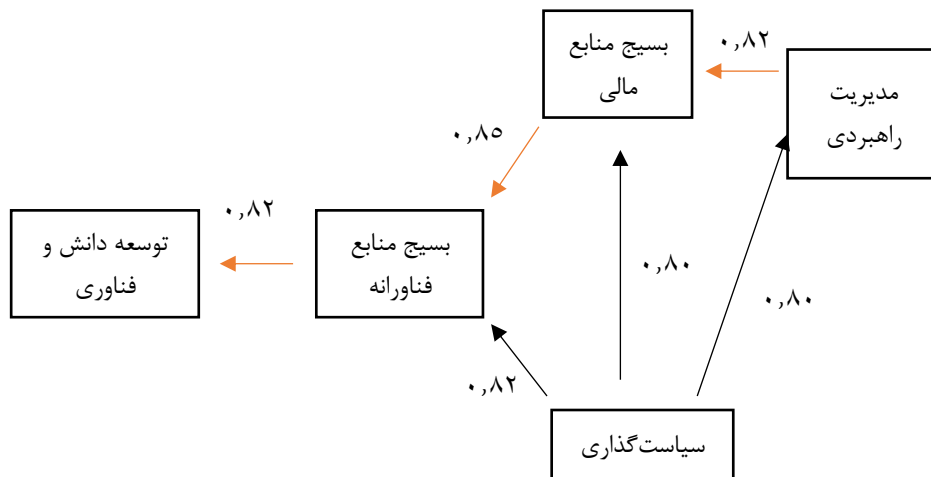 بسیج منابع
مالی
۰,۸۲
مدیریت
راهبردی
۰,۸۵
۰,۸۲
توسعه دانش و
فناوری
بسیج منابع
فناورانه
۰,۸۰
۰,۸۰
۰,۸۲
سیاست‌گذاری